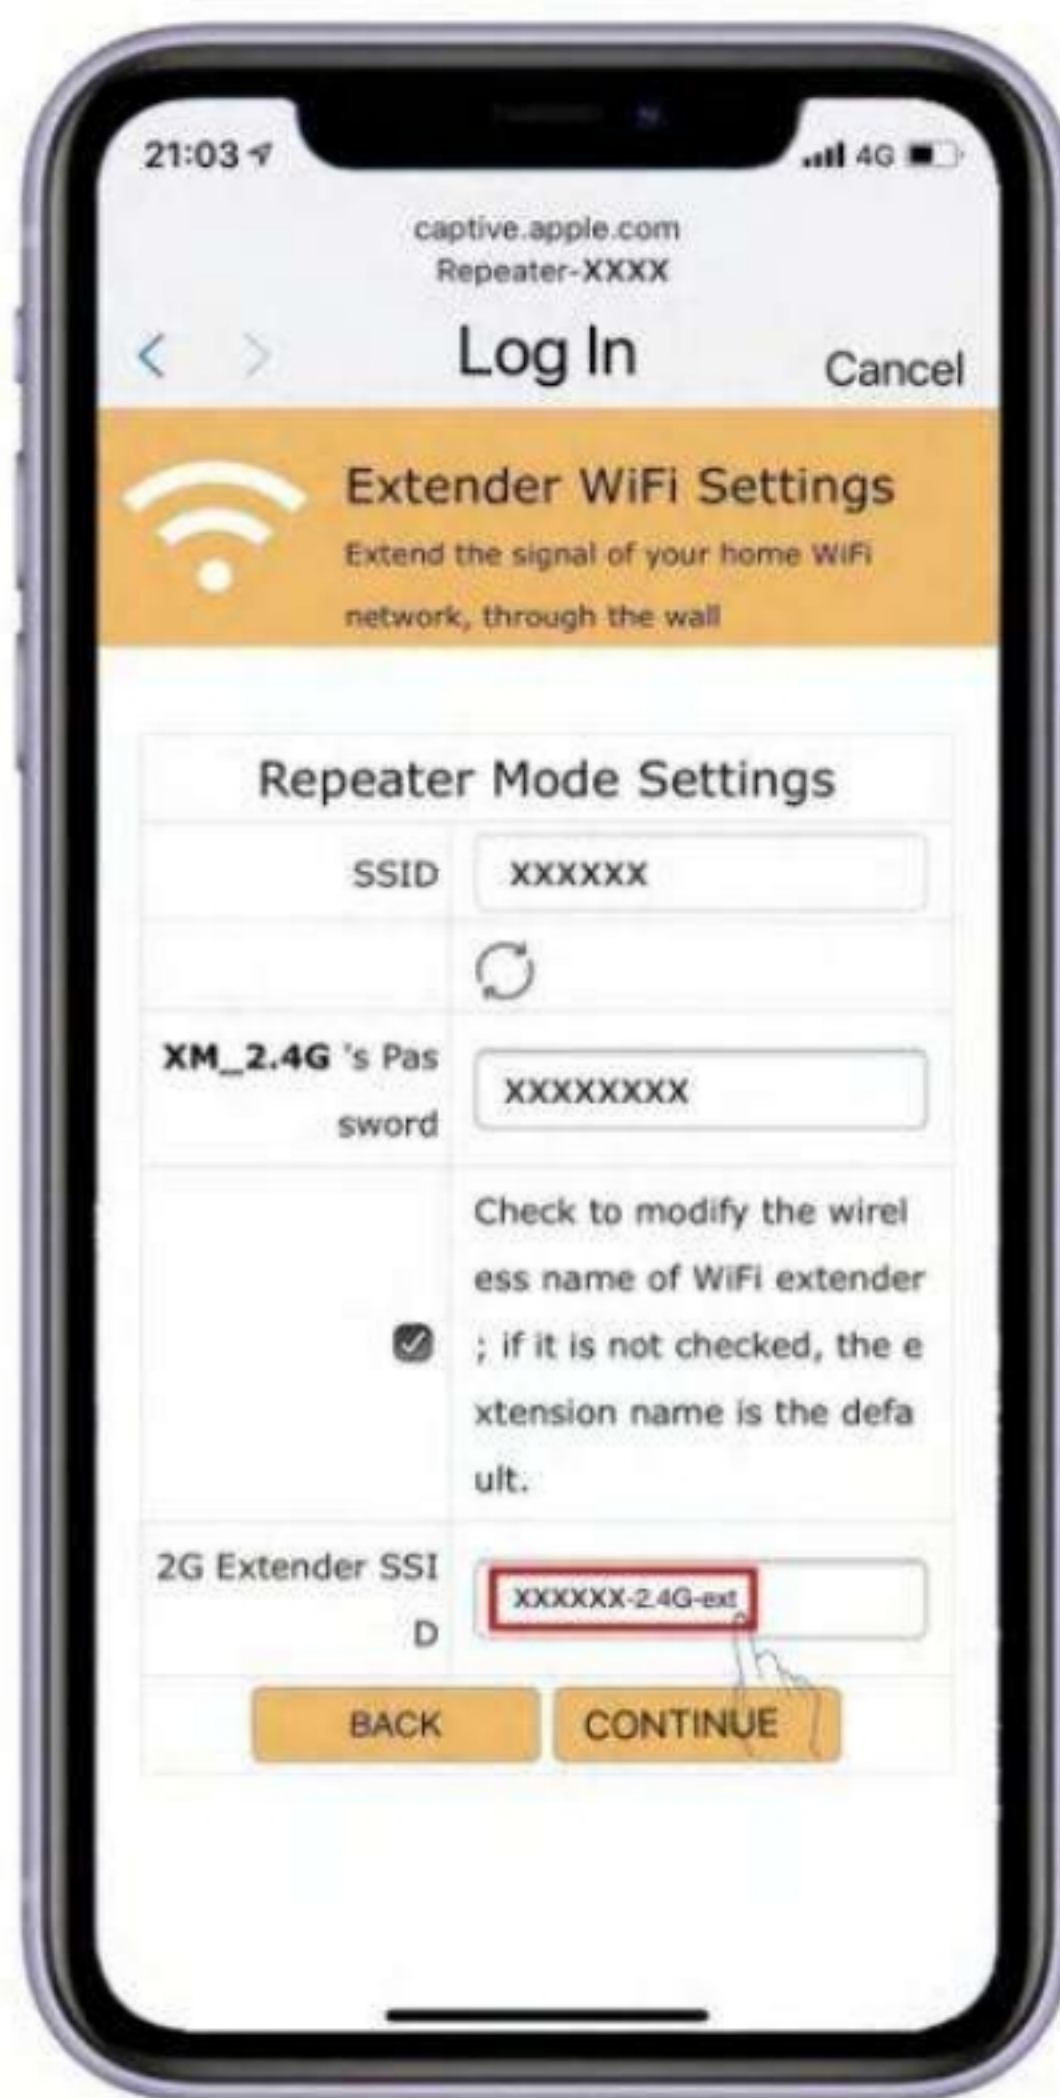 21:03
4G
captive.apple.com
Repeater-XXXX
Log In
Cancel
Extender WiFi Settings
Extend the signal of your home WiFi
network, through the wall
Repeater Mode Settings
SSID
XXXXXX
XM_2.4G 's Pas
sword
XXXXXXXX
Check to modify the wirel
ess name of WiFi extender
; if it is not checked, the e
xtension name is the defa
ult.
2G Extender SSI
D
XXXXXX-2.4G-ext
BACK
CONTINUE